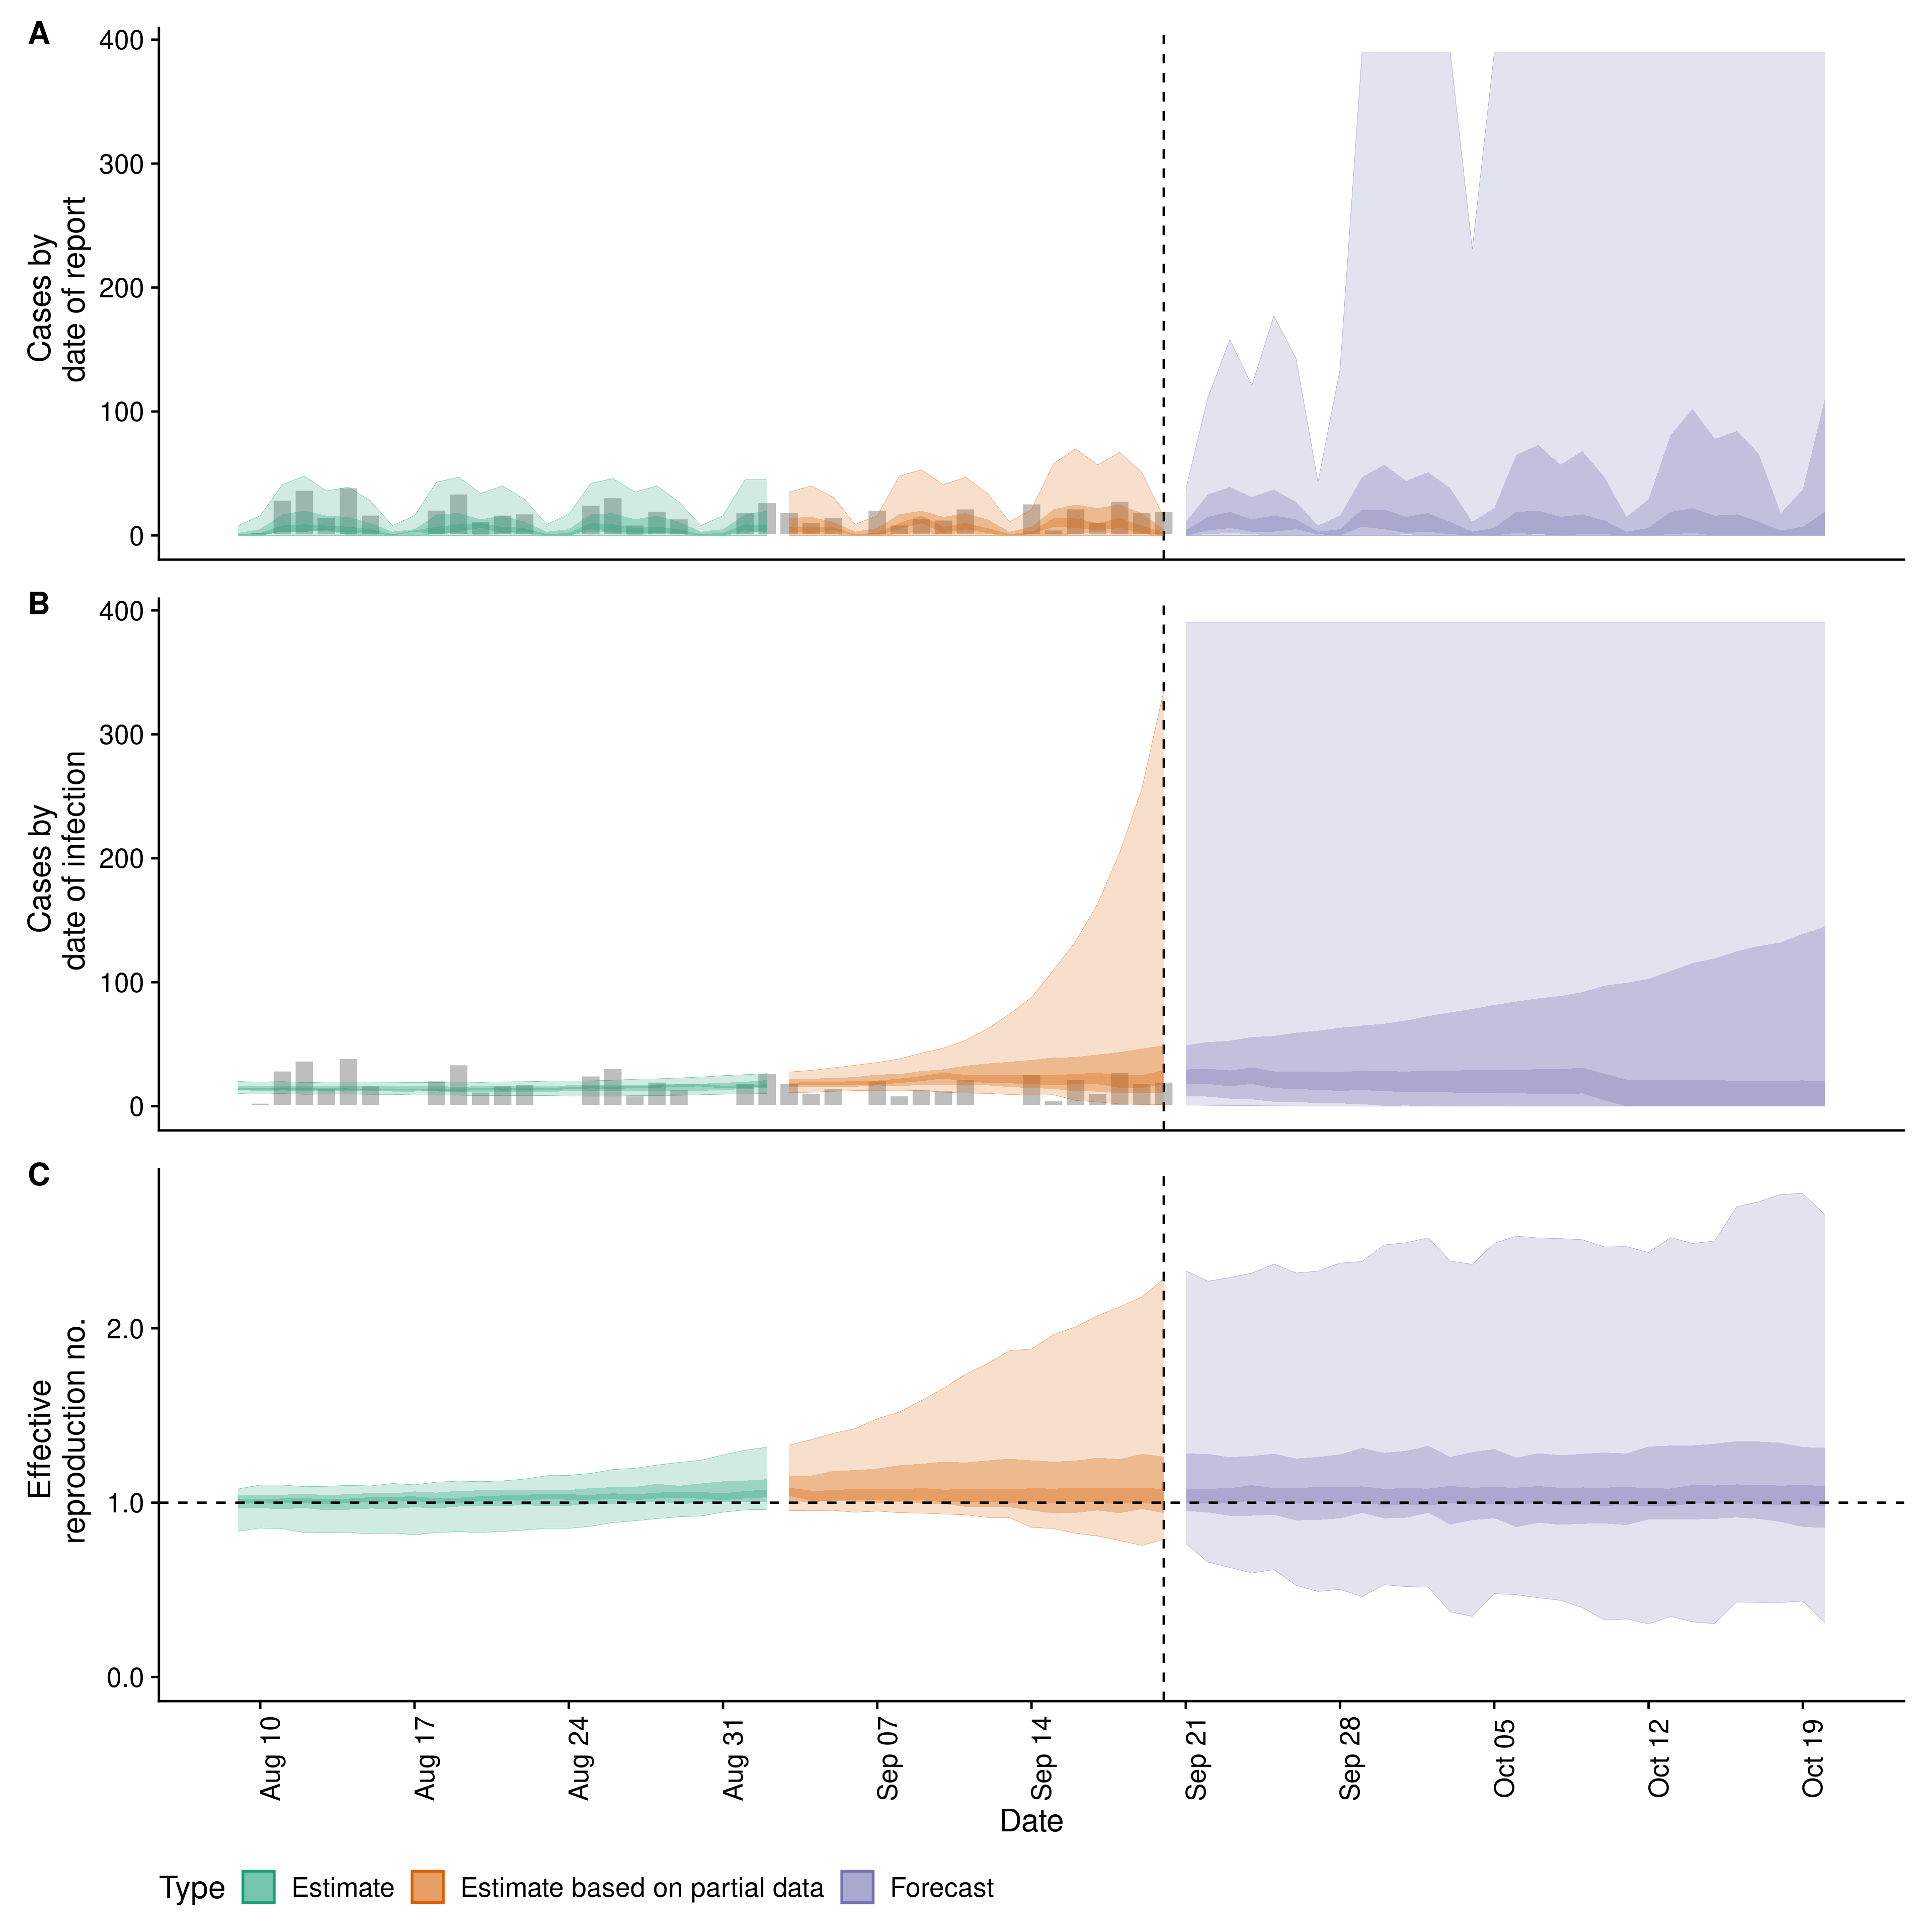 A
400
300
200
100
0
Cases by
date of report
B
400
300
200
100
0
Cases by
date of infection
C
2.0
1.0
0.0
Effective
reproduction no.
Aug 10
Aug 17
Aug 24
Aug 31
Sep 07
Sep 14
Sep 21
Sep 28
Oct 05
Oct 12
Oct 19
Date
Type Estimate Estimate based on partial data Forecast